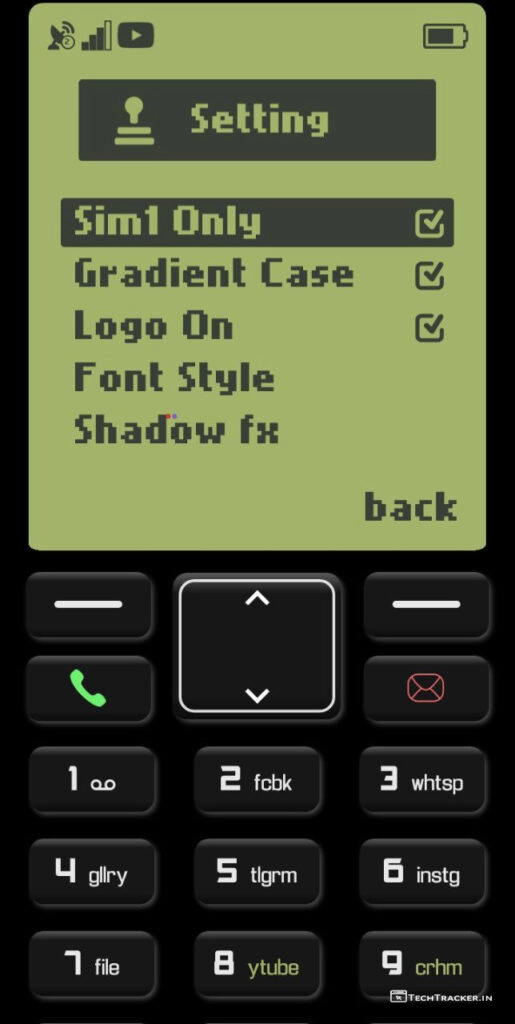 2
Setting
Sim1 Only
Gradient Case
Logo On
Font Style
Shadow fx
back
1
2 fcbk
3 whtsp
4 gllry
5 tlgrm
6 instg
7 file
8 ytube
9 crhm
TECHTRACKER.IN